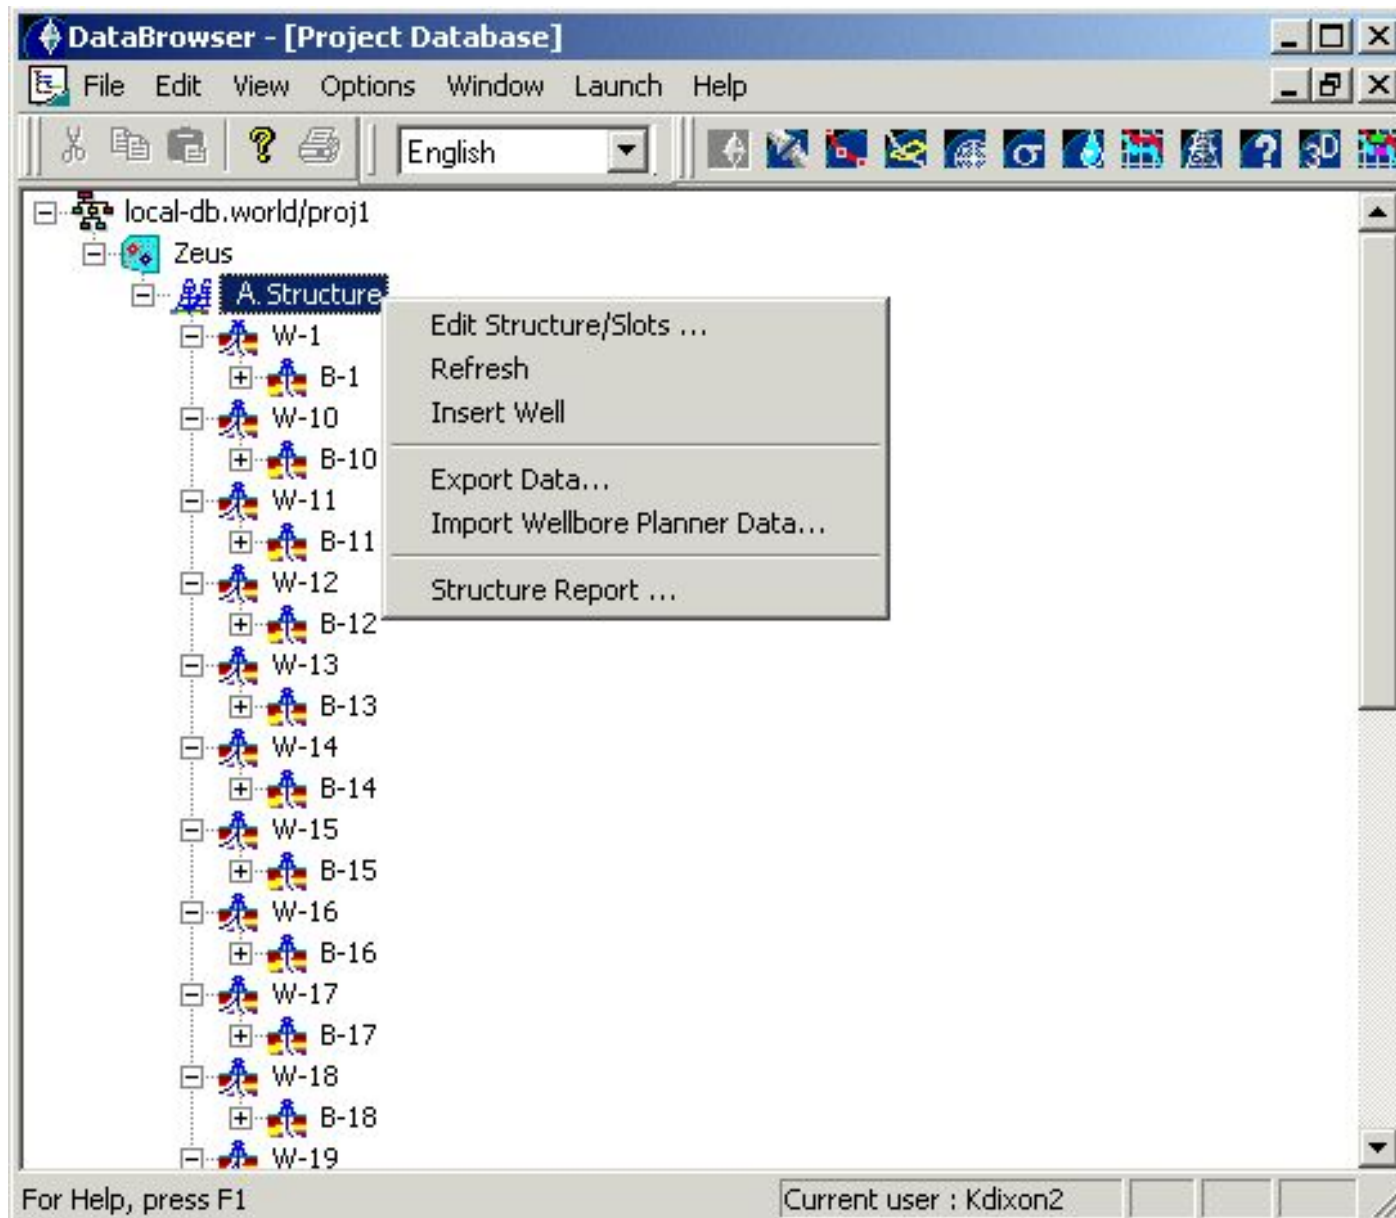 DataBrowser - [Project Database]
File Edit View Options Window Launch Help
English
σ ? 3D
local-db.world/proj1
Zeus
A. Structure
Edit Structure/Slots ...
Refresh
Insert Well
Export Data...
Import Wellbore Planner Data...
Structure Report ...
W-1
B-1
W-10
B-10
W-11
B-11
W-12
B-12
W-13
B-13
W-14
B-14
W-15
B-15
W-16
B-16
W-17
B-17
W-18
B-18
W-19
For Help, press F1
Current user : Kdixon2